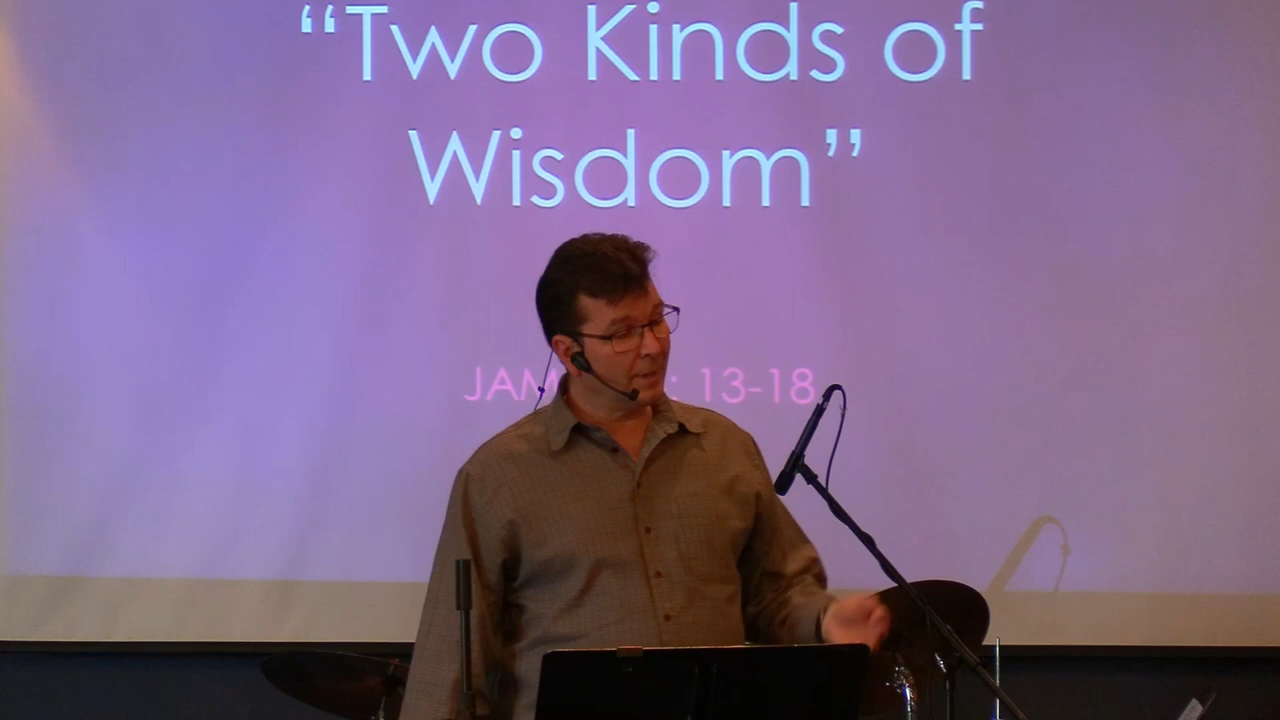 “Two Kinds of
Wisdom”
: 13-18